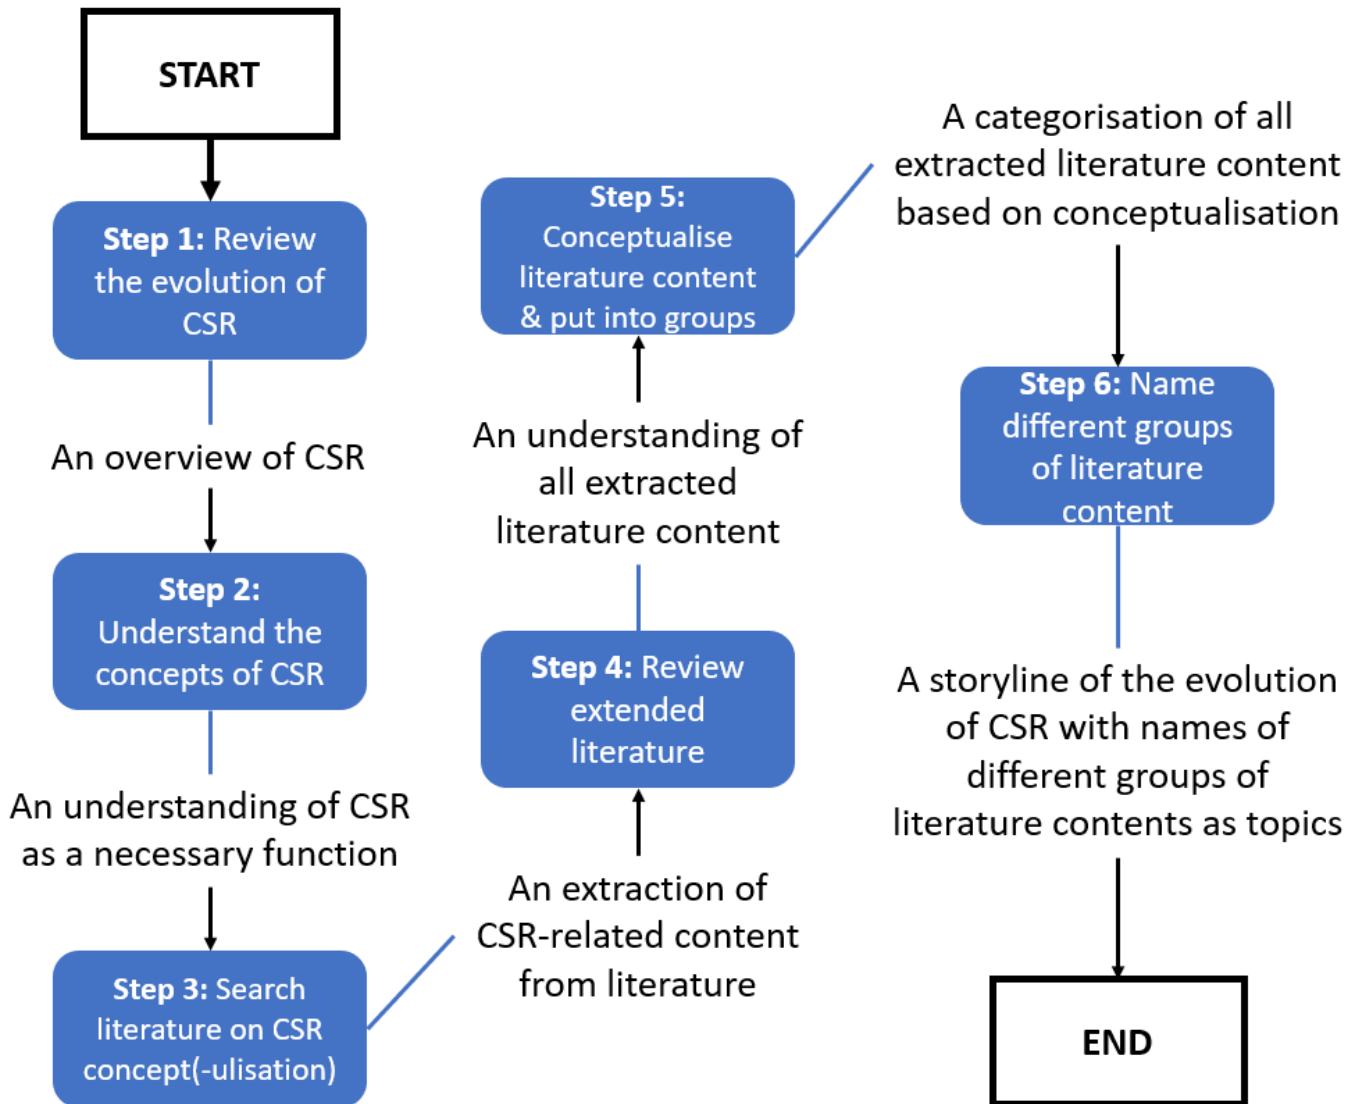 START
Step 1: Review
the evolution of
CSR
An overview of CSR
Step 2:
Understand the
concepts of CSR
An understanding of CSR
as a necessary function
Step 3: Search
literature on CSR
concept(-ulisation)
An extraction of
CSR-related content
from literature
Step 4: Review
extended
literature
An understanding of
all extracted
literature content
Step 5:
Conceptualise
literature content
& put into groups
A categorisation of all
extracted literature content
based on conceptualisation
Step 6: Name
different groups
of literature
content
A storyline of the evolution
of CSR with names of
different groups of
literature contents as topics
END